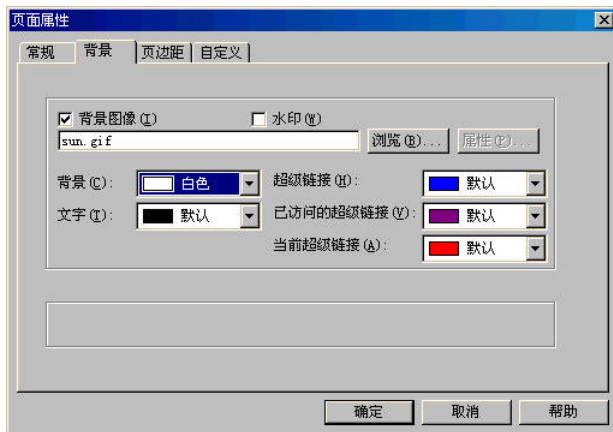 页面属性
常规 背景 页边距 自定义
背景图像(I) 水印(W)
sun.gif 浏览(B)... 属性(P)...
背景(C): 白色 超级链接(H): 默认
文字(T): 默认 已访问的超级链接(V): 默认
当前超级链接(A): 默认
确定 取消 帮助